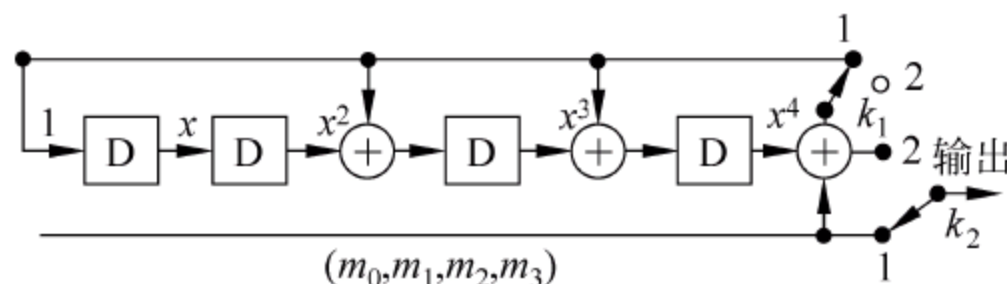 1
2
1 D x D x² + D x³ + D x⁴ + k₁ 2 输出
k₂
(m₀,m₁,m₂,m₃) 1